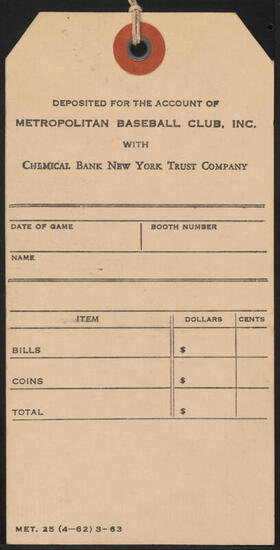 DEPOSITED FOR THE ACCOUNT OF
METROPOLITAN BASEBALL CLUB, INC.
WITH
CHEMICAL BANK NEW YORK TRUST COMPANY
DATE OF GAME BOOTH NUMBER
NAME
ITEM DOLLARS CENTS
BILLS $
COINS $
TOTAL $
MET. 25 (4-62) 3-63